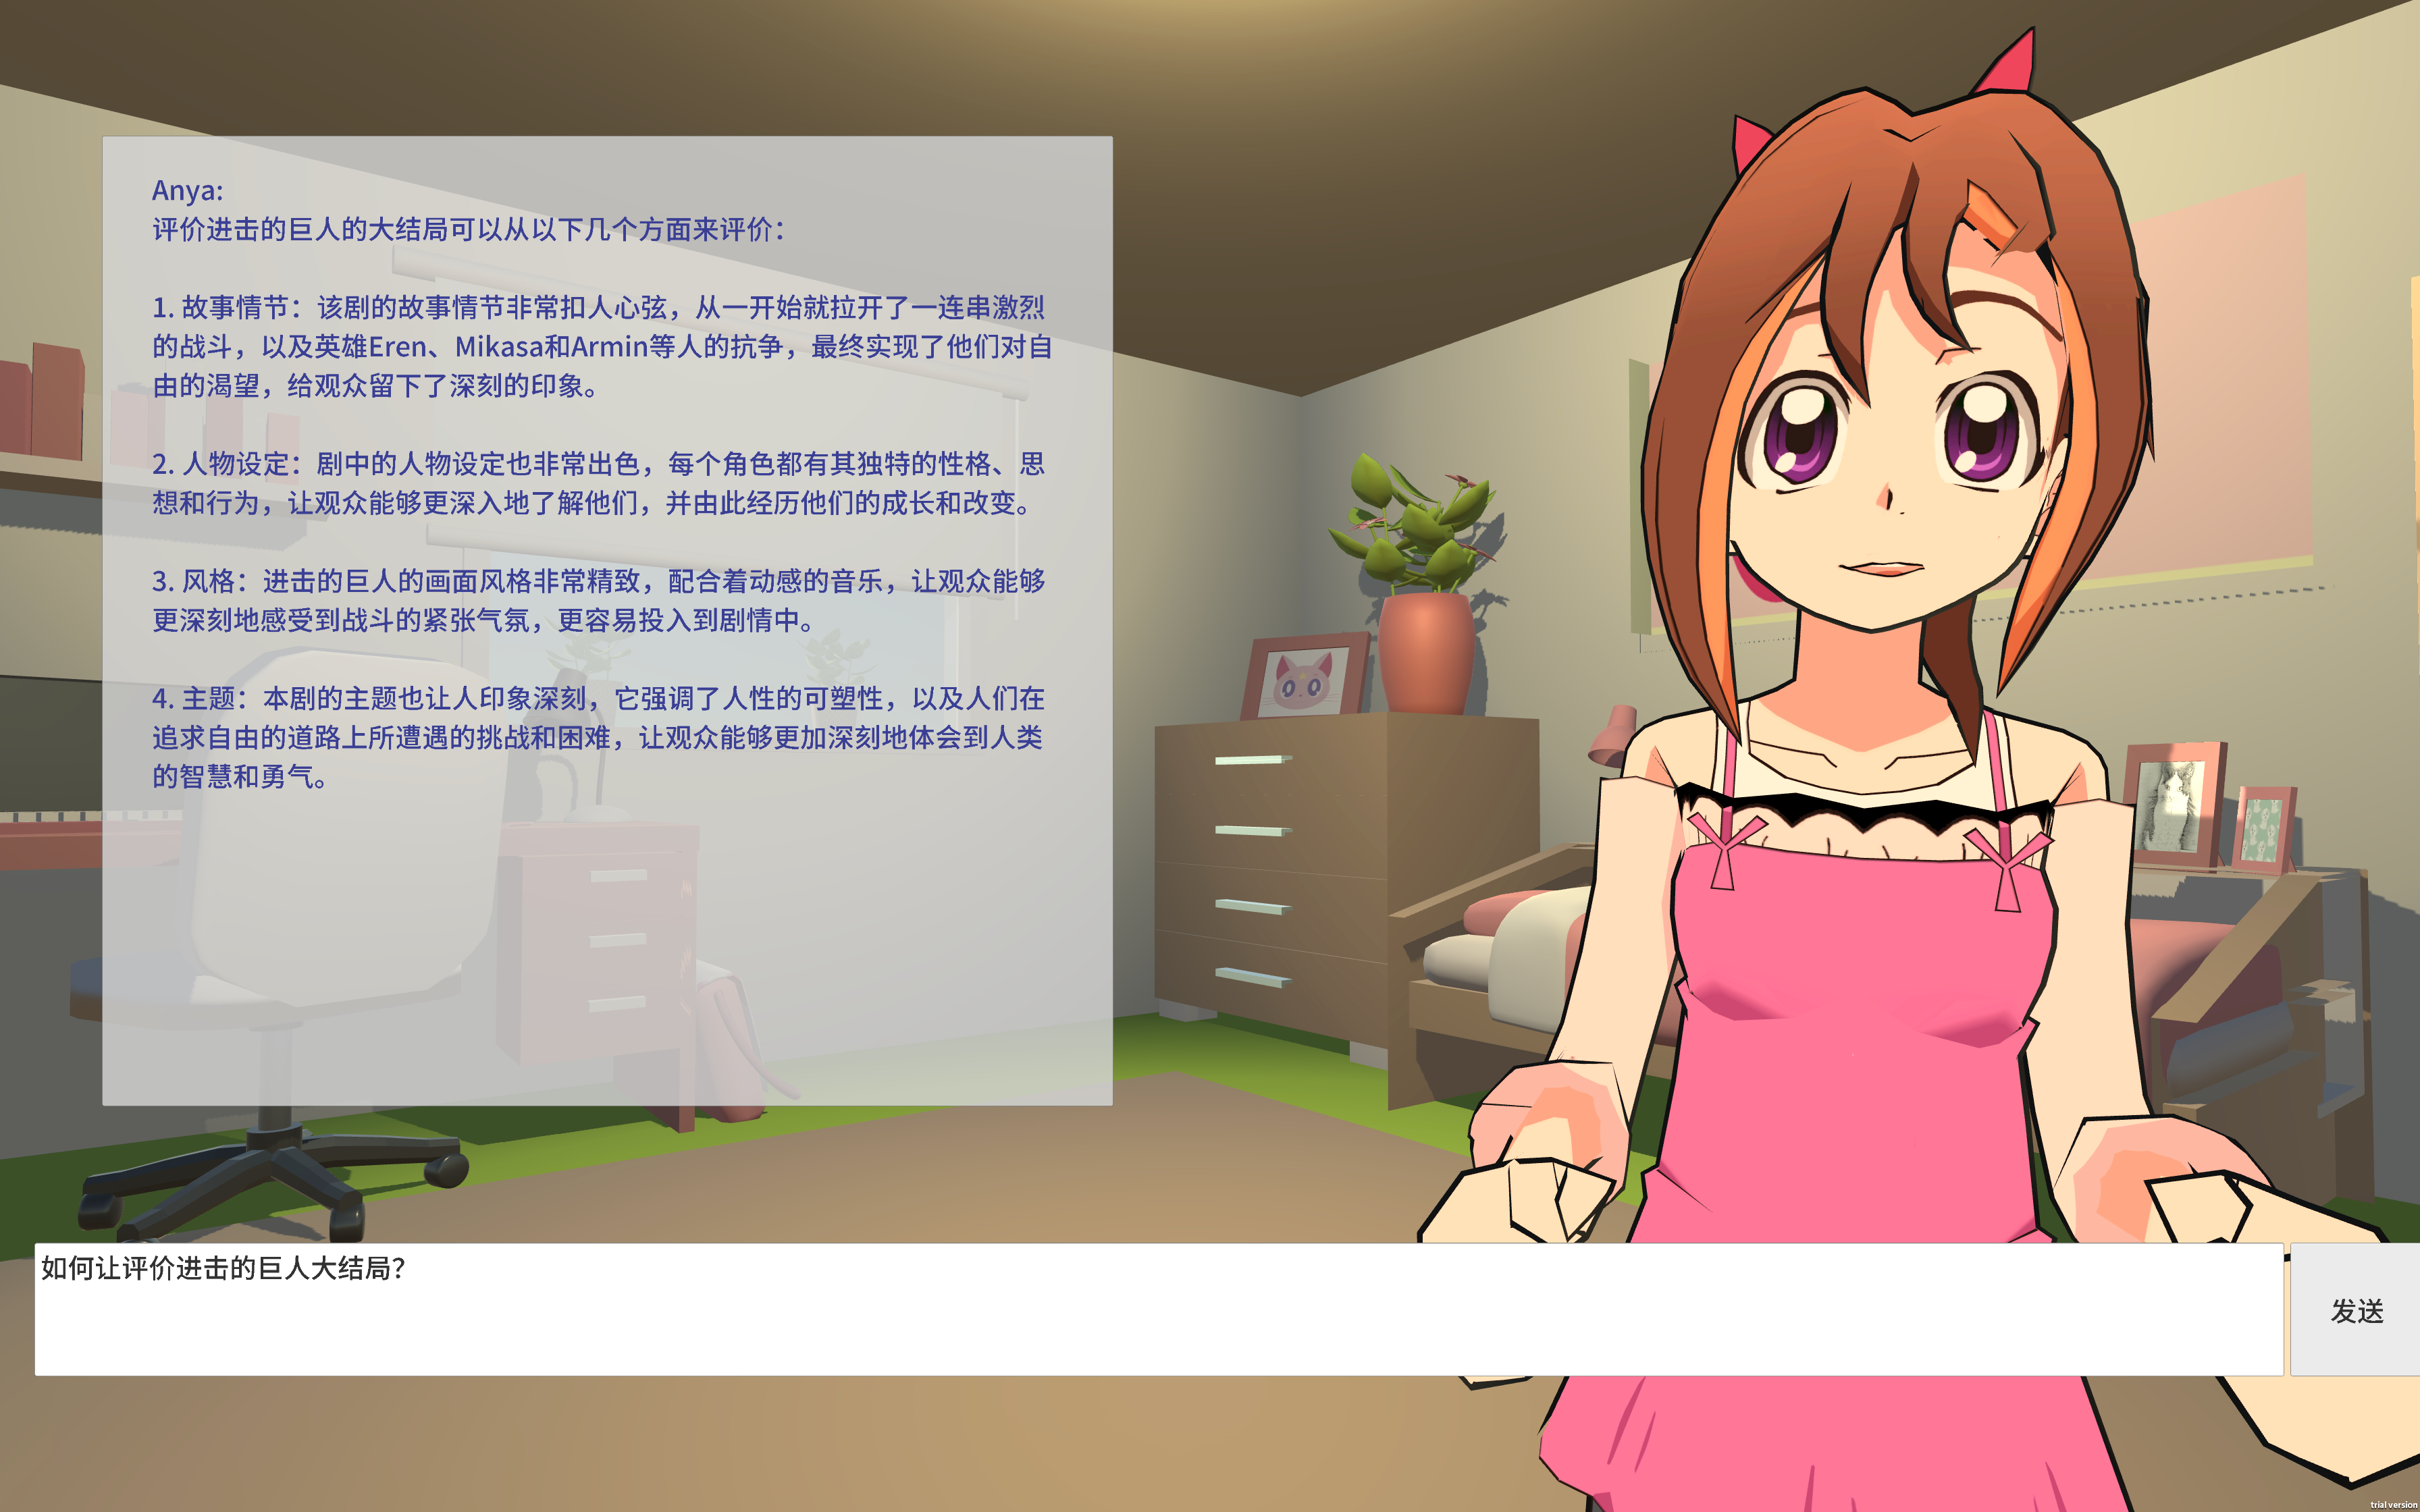 Anya:
评价进击的巨人的大结局可以从以下几个方面来评价：
1. 故事情节：该剧的故事情节非常扣人心弦，从一开始就拉开了一连串激烈
的战斗，以及英雄Eren、Mikasa和Armin等人的抗争，最终实现了他们对自
由的渴望，给观众留下了深刻的印象。
2. 人物设定：剧中的人物设定也非常出色，每个角色都有其独特的性格、思
想和行为，让观众能够更深入地了解他们，并由此经历他们的成长和改变。
3. 风格：进击的巨人的画面风格非常精致，配合着动感的音乐，让观众能够
更深刻地感受到战斗的紧张气氛，更容易投入到剧情中。
4. 主题：本剧的主题也让人印象深刻，它强调了人性的可塑性，以及人们在
追求自由的道路上所遭遇的挑战和困难，让观众能够更加深刻地体会到人类
的智慧和勇气。
如何让评价进击的巨人大结局？
发送
trial version